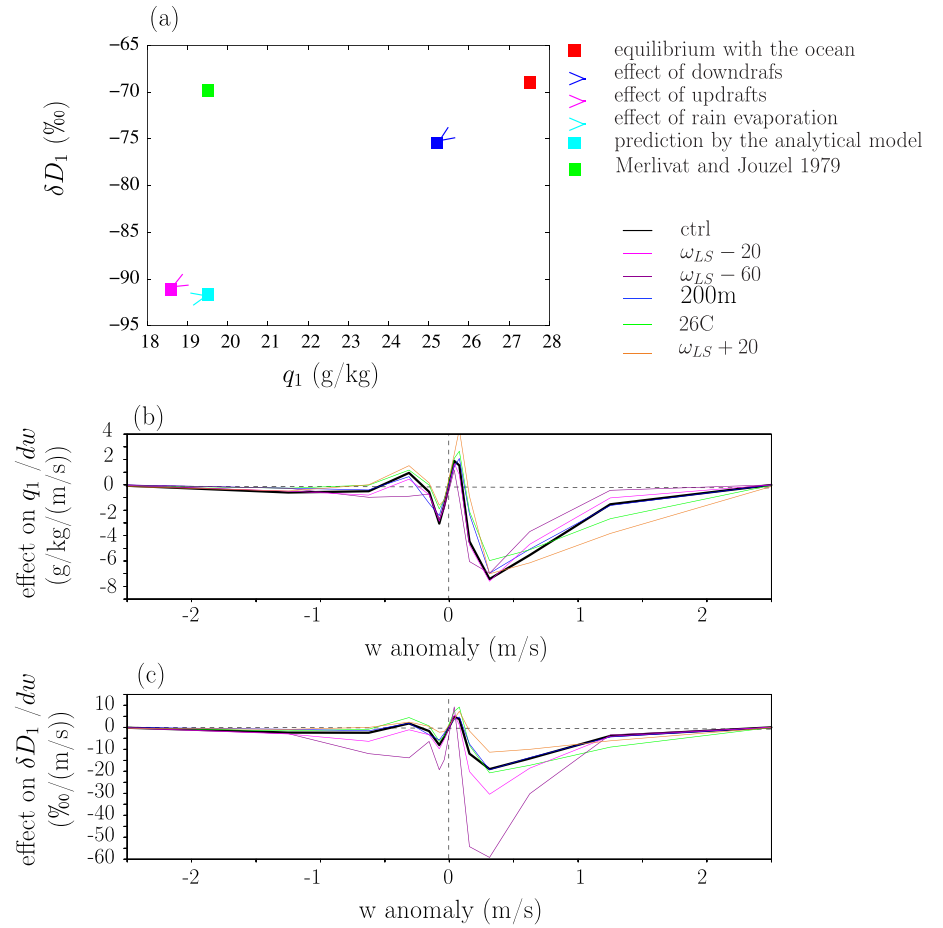 (a)
−65
−70
−75
−80
−85
−90
−95
δD₁ (‰)
18 19 20 21 22 23 24 25 26 27 28
q₁ (g/kg)
equilibrium with the ocean
effect of downdrafs
effect of updrafts
effect of rain evaporation
prediction by the analytical model
Merlivat and Jouzel 1979
ctrl
ω_LS − 20
ω_LS − 60
200m
26C
ω_LS + 20
(b)
effect on q₁ /dw
(g/kg/(m/s))
4
2
0
-2
-4
-6
-8
-2 -1 0 1 2
w anomaly (m/s)
(c)
effect on δD₁ /dw
(‰/(m/s))
10
0
-10
-20
-30
-40
-50
-60
-2 -1 0 1 2
w anomaly (m/s)